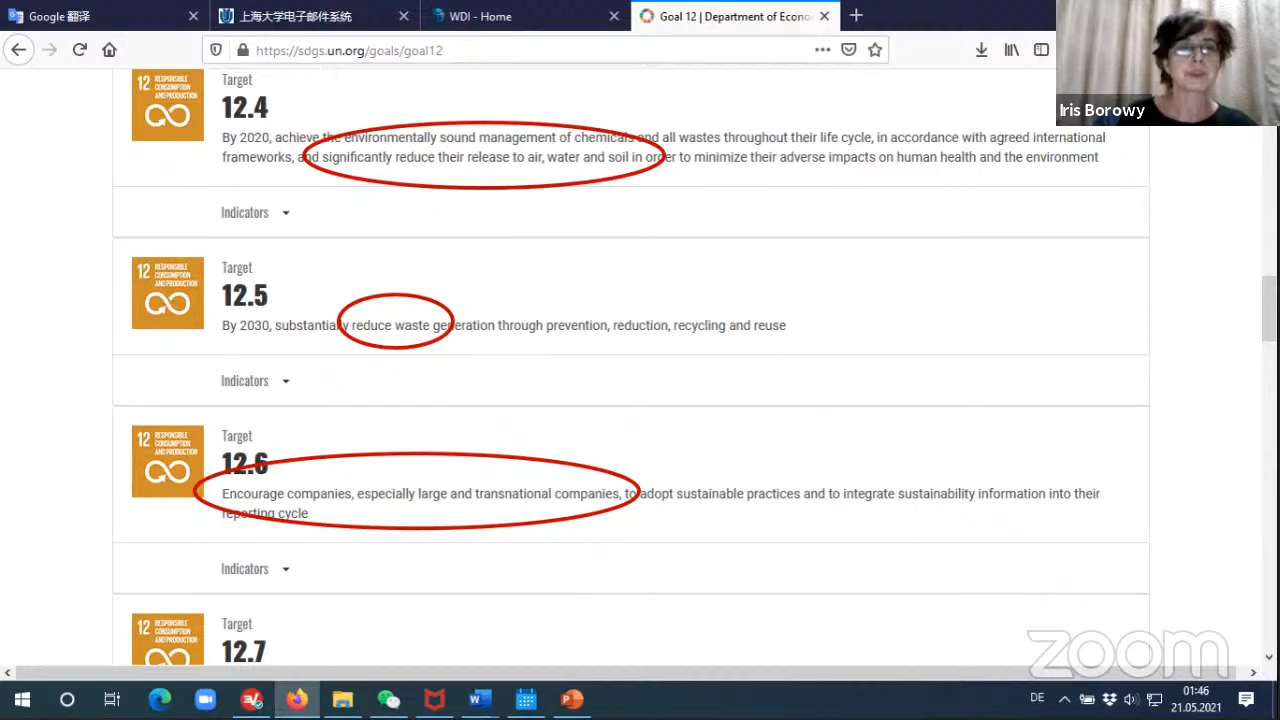 Google 翻译
上海大学电子邮件系统
WDI - Home
Goal 12 | Department of Econo
https://sdgs.un.org/goals/goal12
Iris Borowy
12 RESPONSIBLE
CONSUMPTION
AND PRODUCTION
Target
12.4
By 2020, achieve the environmentally sound management of chemicals and all wastes throughout their life cycle, in accordance with agreed international
frameworks, and significantly reduce their release to air, water and soil in order to minimize their adverse impacts on human health and the environment
Indicators
12 RESPONSIBLE
CONSUMPTION
AND PRODUCTION
Target
12.5
By 2030, substantially reduce waste generation through prevention, reduction, recycling and reuse
Indicators
12 RESPONSIBLE
CONSUMPTION
AND PRODUCTION
Target
12.6
Encourage companies, especially large and transnational companies, to adopt sustainable practices and to integrate sustainability information into their
reporting cycle
Indicators
12 RESPONSIBLE
CONSUMPTION
AND PRODUCTION
Target
12.7
zoom
DE
01:46
21.05.2021